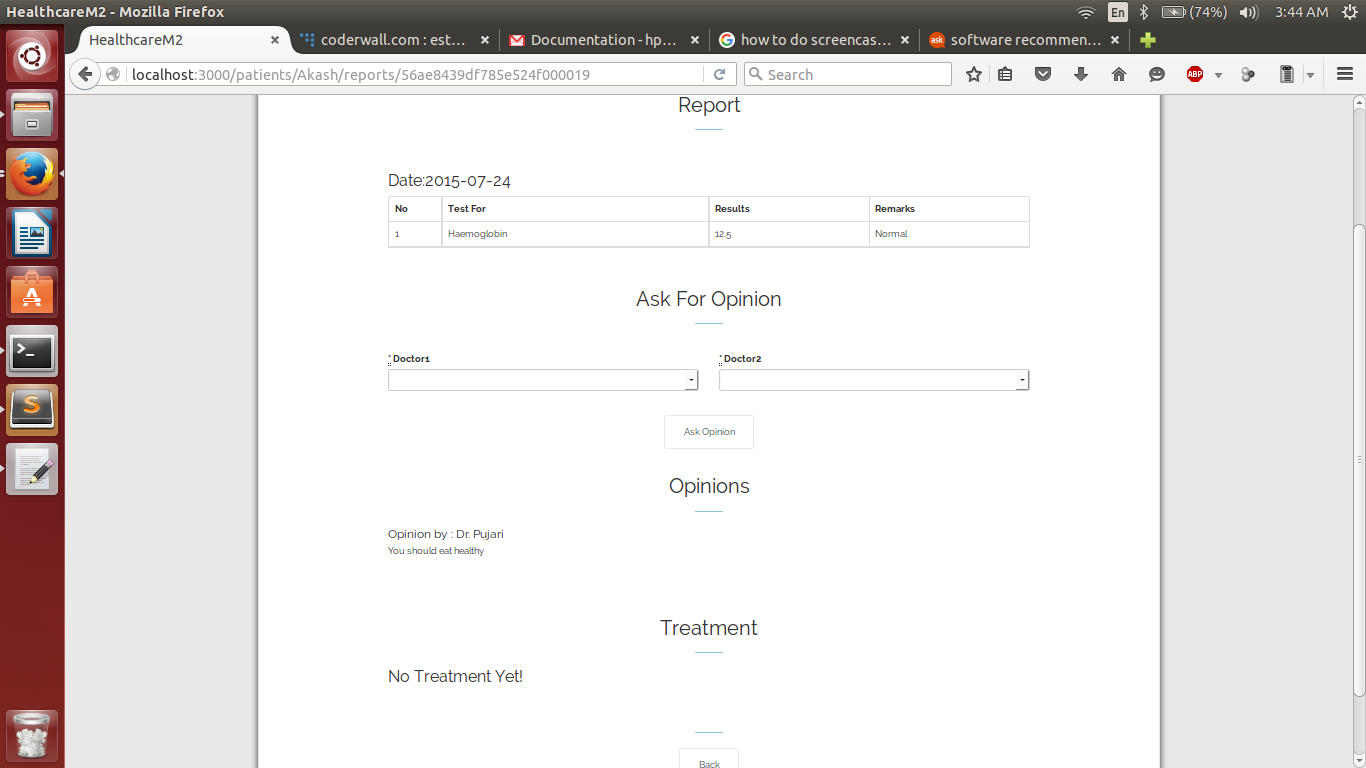 HealthcareM2 - Mozilla Firefox
En
(74%)
3:44 AM
HealthcareM2
coderwall.com : est...
Documentation - hp...
how to do screencas...
ask
software recommen...
localhost:3000/patients/Akash/reports/56ae8439df785e524f000019
Search
ABP
Report
Date:2015-07-24
No Test For Results Remarks
1 Haemoglobin 12.5 Normal
Ask For Opinion
* Doctor1
* Doctor2
Ask Opinion
Opinions
Opinion by : Dr. Pujari
You should eat healthy
Treatment
No Treatment Yet!
Back